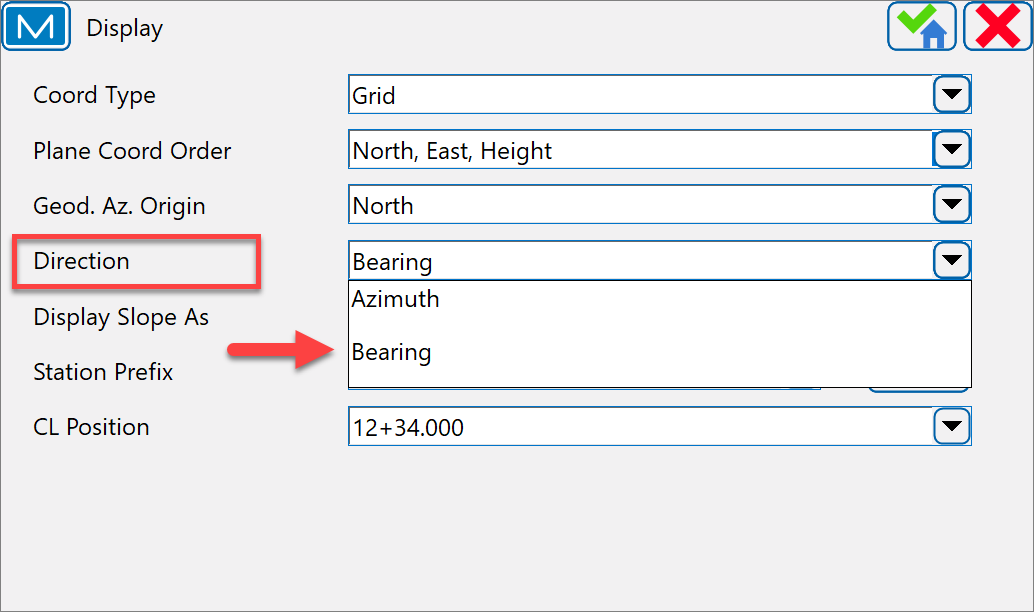 Display
Coord Type
Grid
Plane Coord Order
North, East, Height
Geod. Az. Origin
North
Direction
Bearing
Azimuth
Display Slope As
Bearing
Station Prefix
CL Position
12+34.000